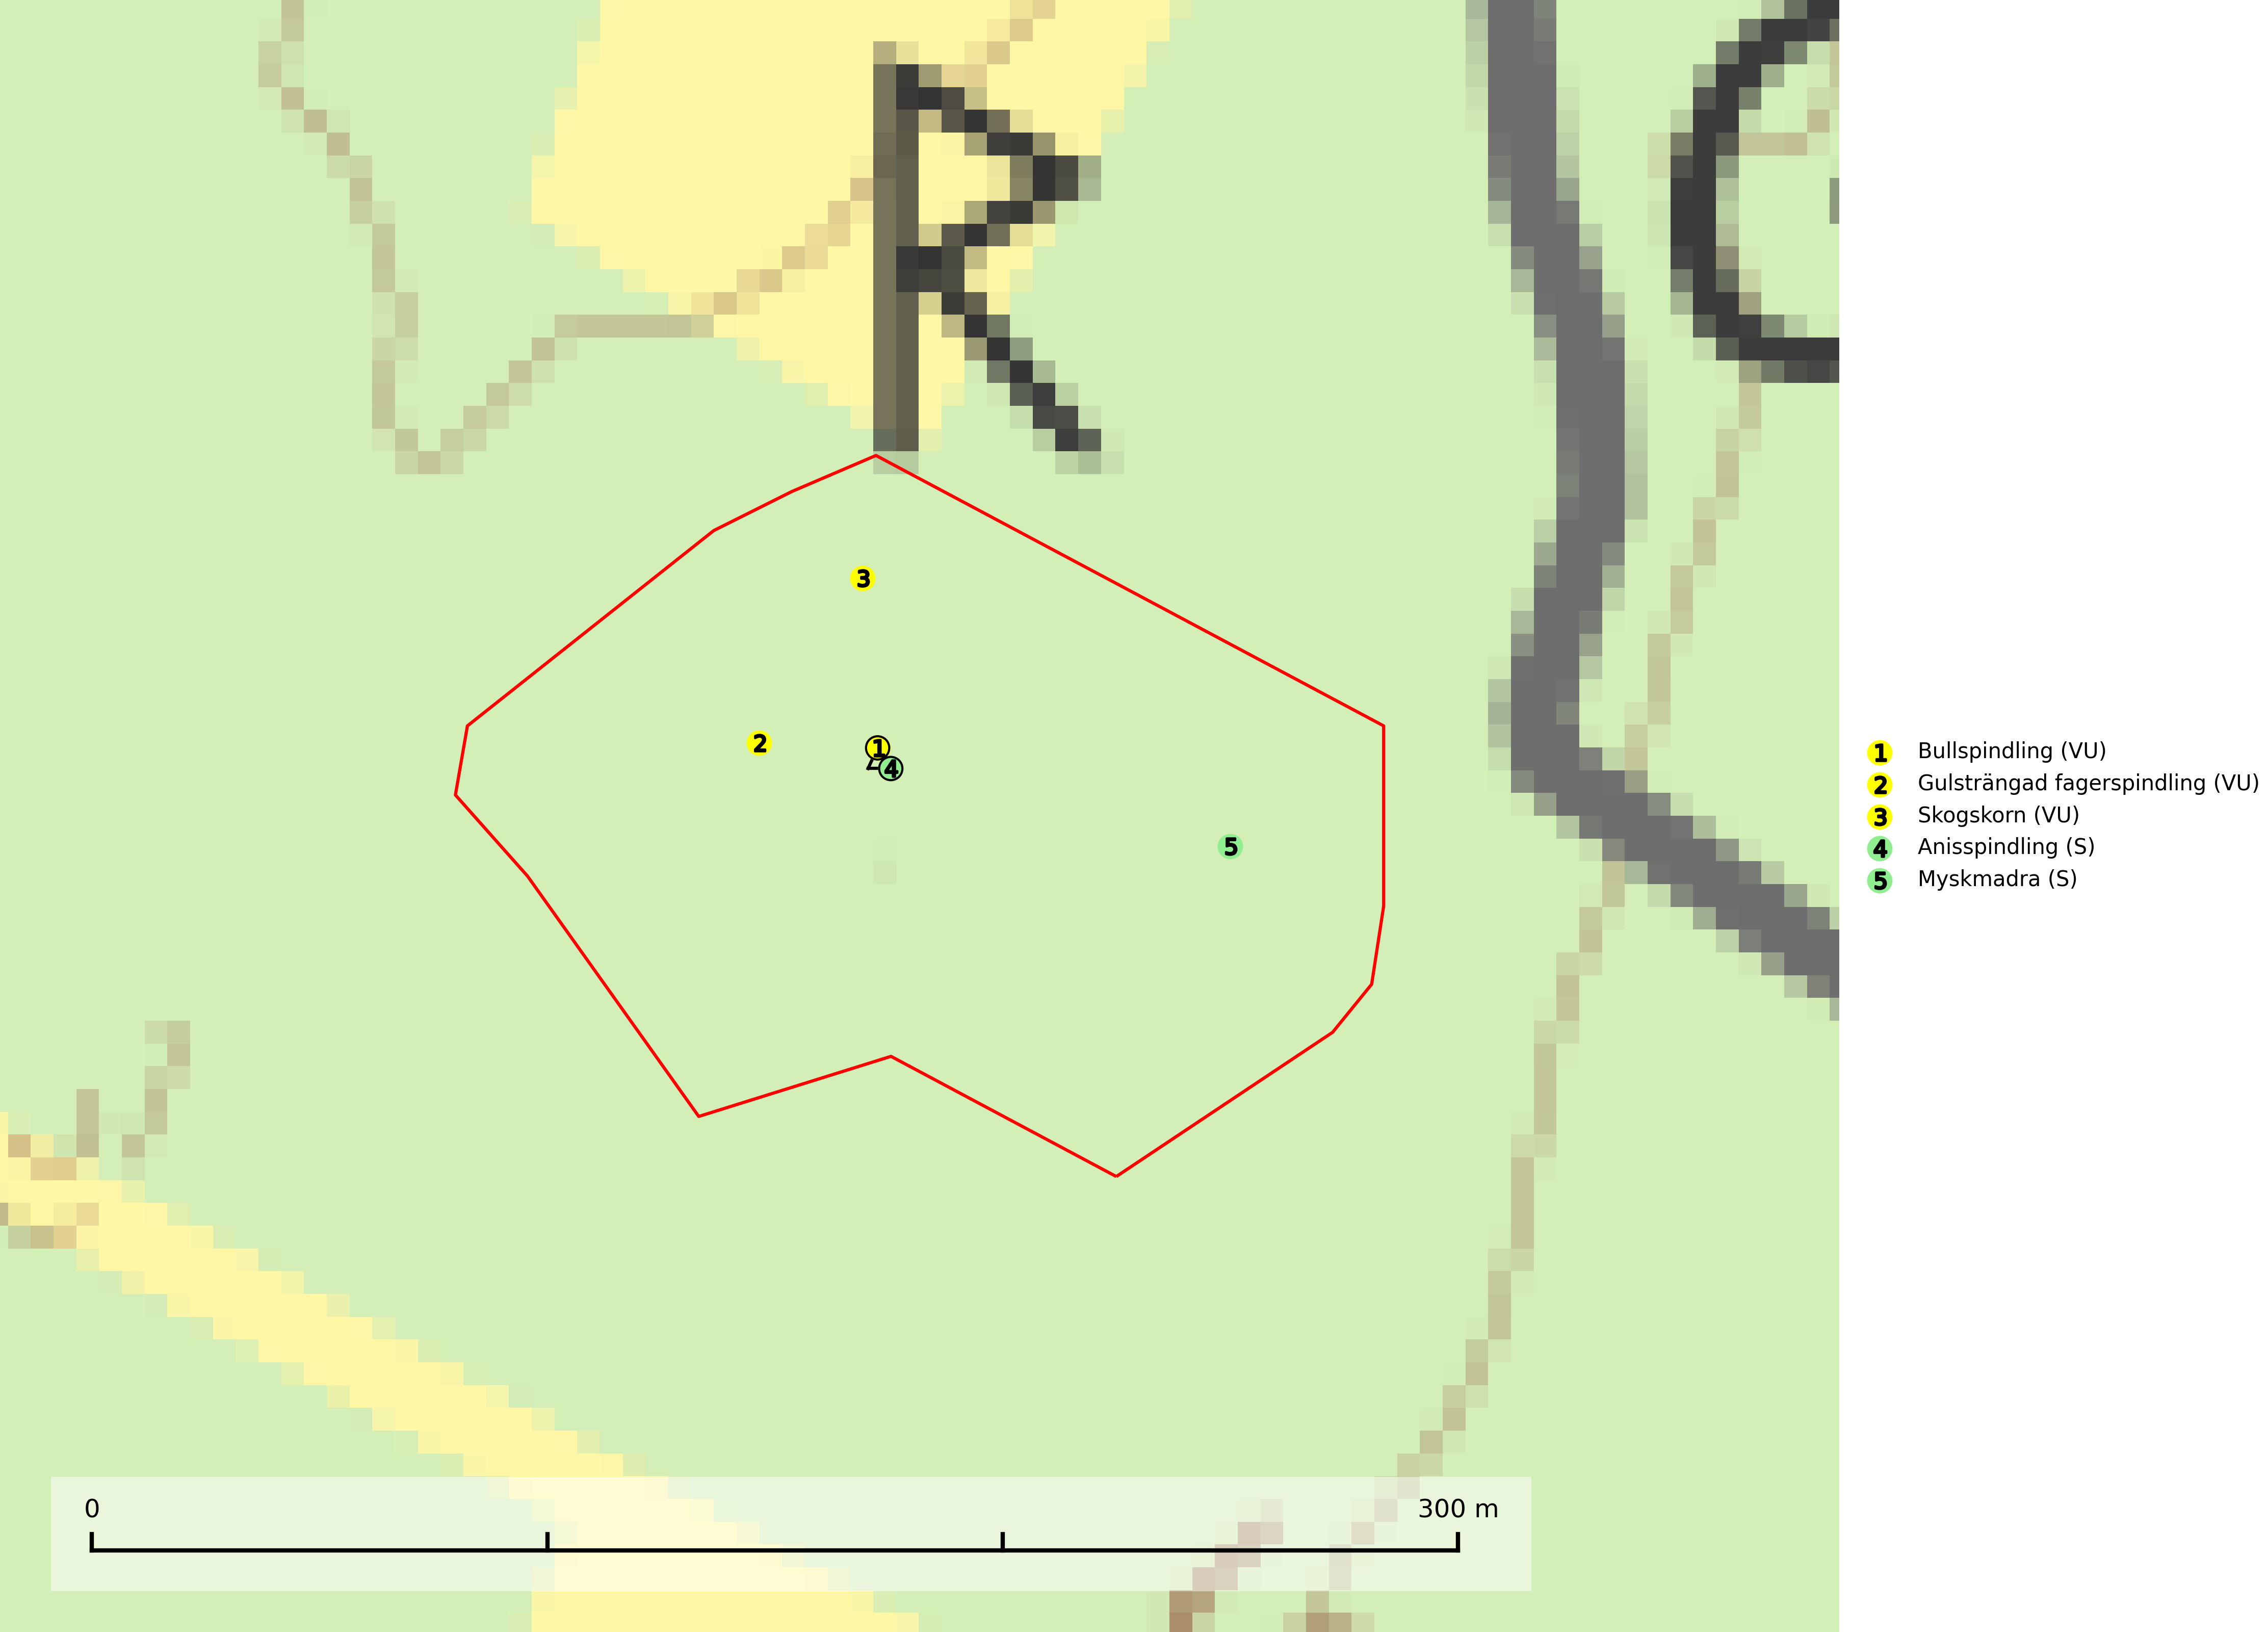 R
3
2
1
4
5
1 Bullspindling (VU)
2 Gulsträngad fagerspindling (VU)
3 Skogskorn (VU)
4 Anisspindling (S)
5 Myskmadra (S)
0 300 m